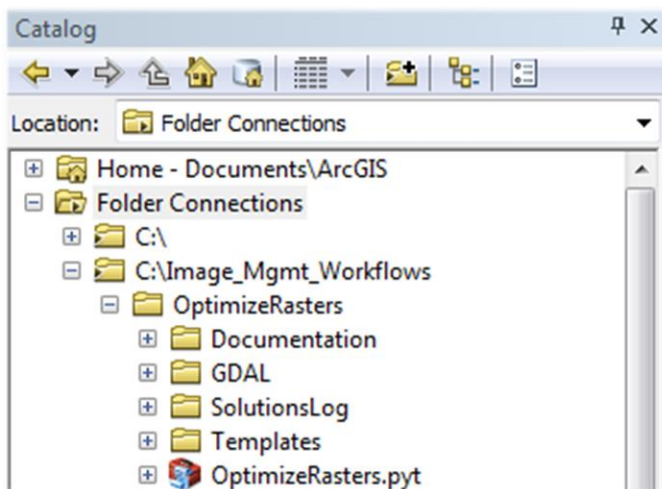 Catalog
Location: Folder Connections
Home - Documents\ArcGIS
Folder Connections
C:\
C:\Image_Mgmt_Workflows
OptimizeRasters
Documentation
GDAL
SolutionsLog
Templates
OptimizeRasters.pyt